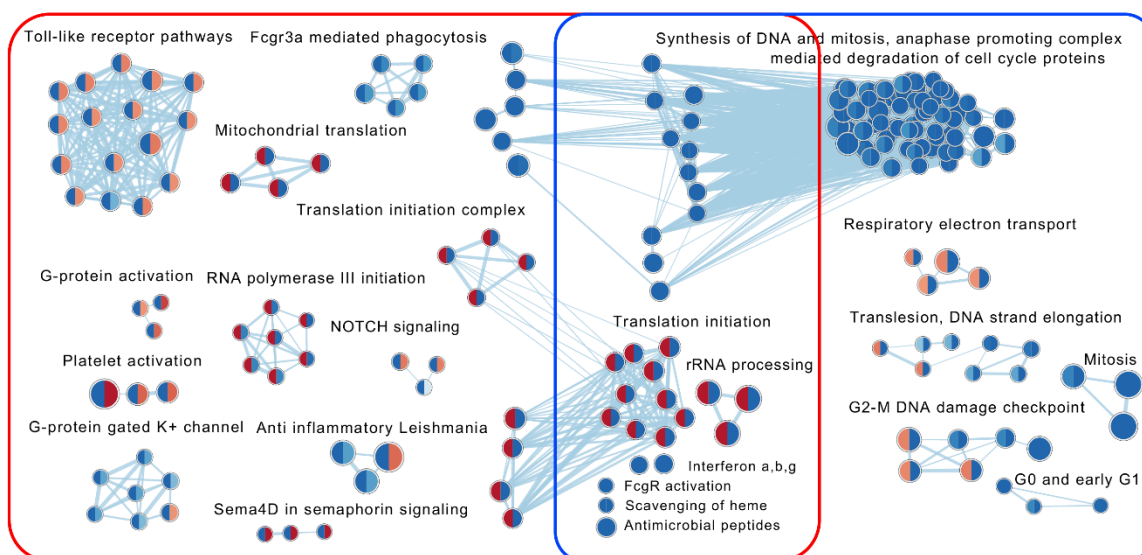 Toll-like receptor pathways
Fcgr3a mediated phagocytosis
Synthesis of DNA and mitosis, anaphase promoting complex
mediated degradation of cell cycle proteins
Mitochondrial translation
Translation initiation complex
Respiratory electron transport
G-protein activation
RNA polymerase III initiation
NOTCH signaling
Translation initiation
Translesion, DNA strand elongation
Platelet activation
rRNA processing
Mitosis
G2-M DNA damage checkpoint
G-protein gated K+ channel
Anti inflammatory Leishmania
Interferon a,b,g
FcgR activation
G0 and early G1
Scavenging of heme
Sema4D in semaphorin signaling
Antimicrobial peptides